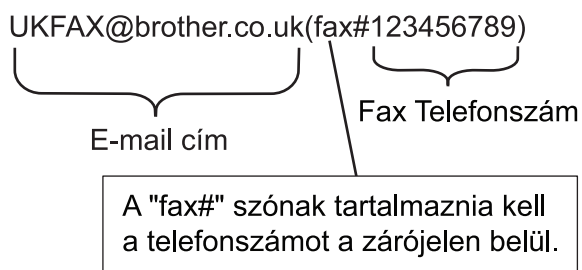 UKFAX@brother.co.uk(fax#123456789)
Fax Telefonszám
E-mail cím
A "fax#" szónak tartalmaznia kell
a telefonszámot a zárójelen belül.